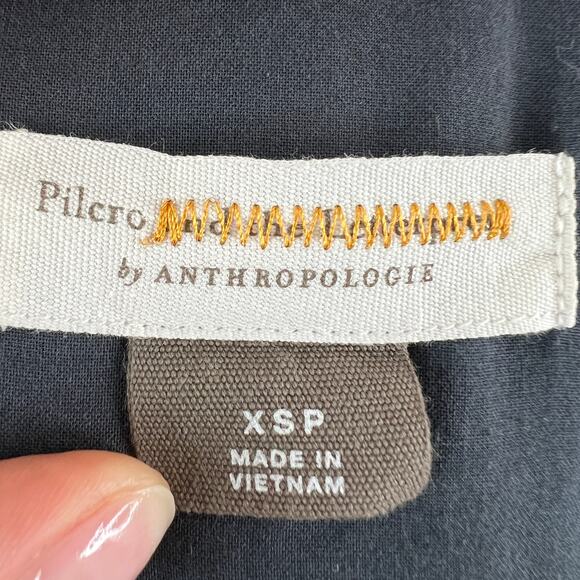 Pilcro
by ANTHROPOLOGIE
XSP
MADE IN
VIETNAM